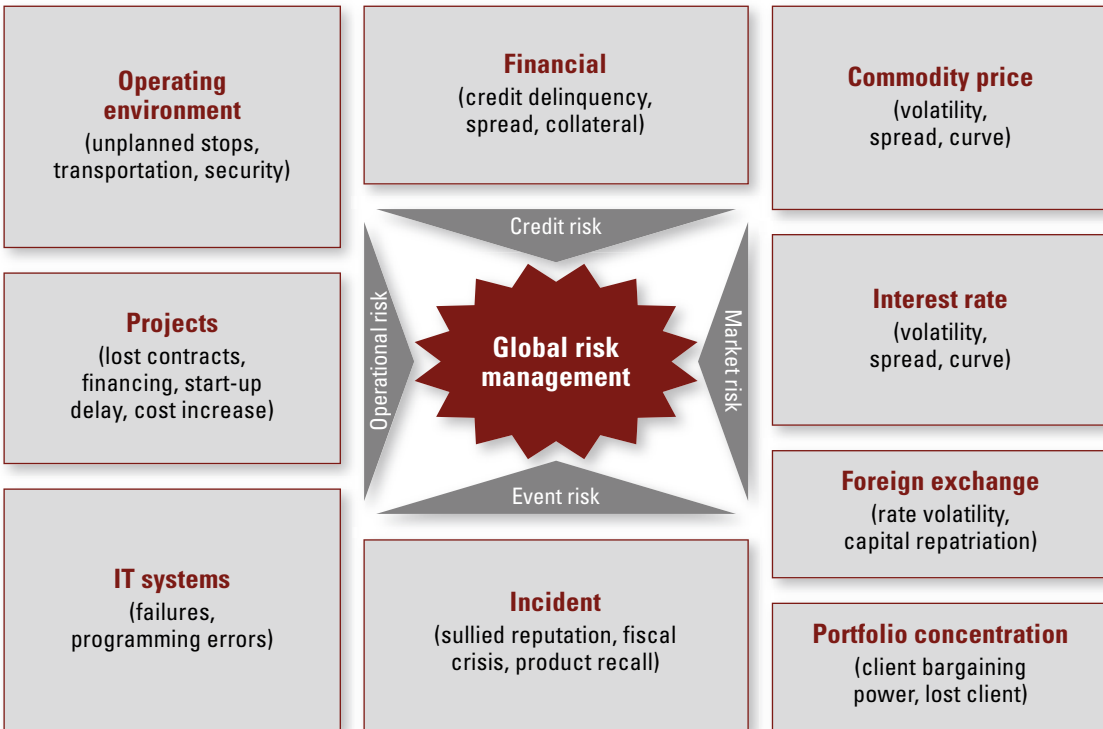 Operating
environment
(unplanned stops,
transportation, security)
Projects
(lost contracts,
financing, start-up
delay, cost increase)
IT systems
(failures,
programming errors)
Financial
(credit delinquency,
spread, collateral)
Credit risk
Operational risk
Global risk
management
Market risk
Event risk
Incident
(sullied reputation, fiscal
crisis, product recall)
Commodity price
(volatility,
spread, curve)
Interest rate
(volatility,
spread, curve)
Foreign exchange
(rate volatility,
capital repatriation)
Portfolio concentration
(client bargaining
power, lost client)